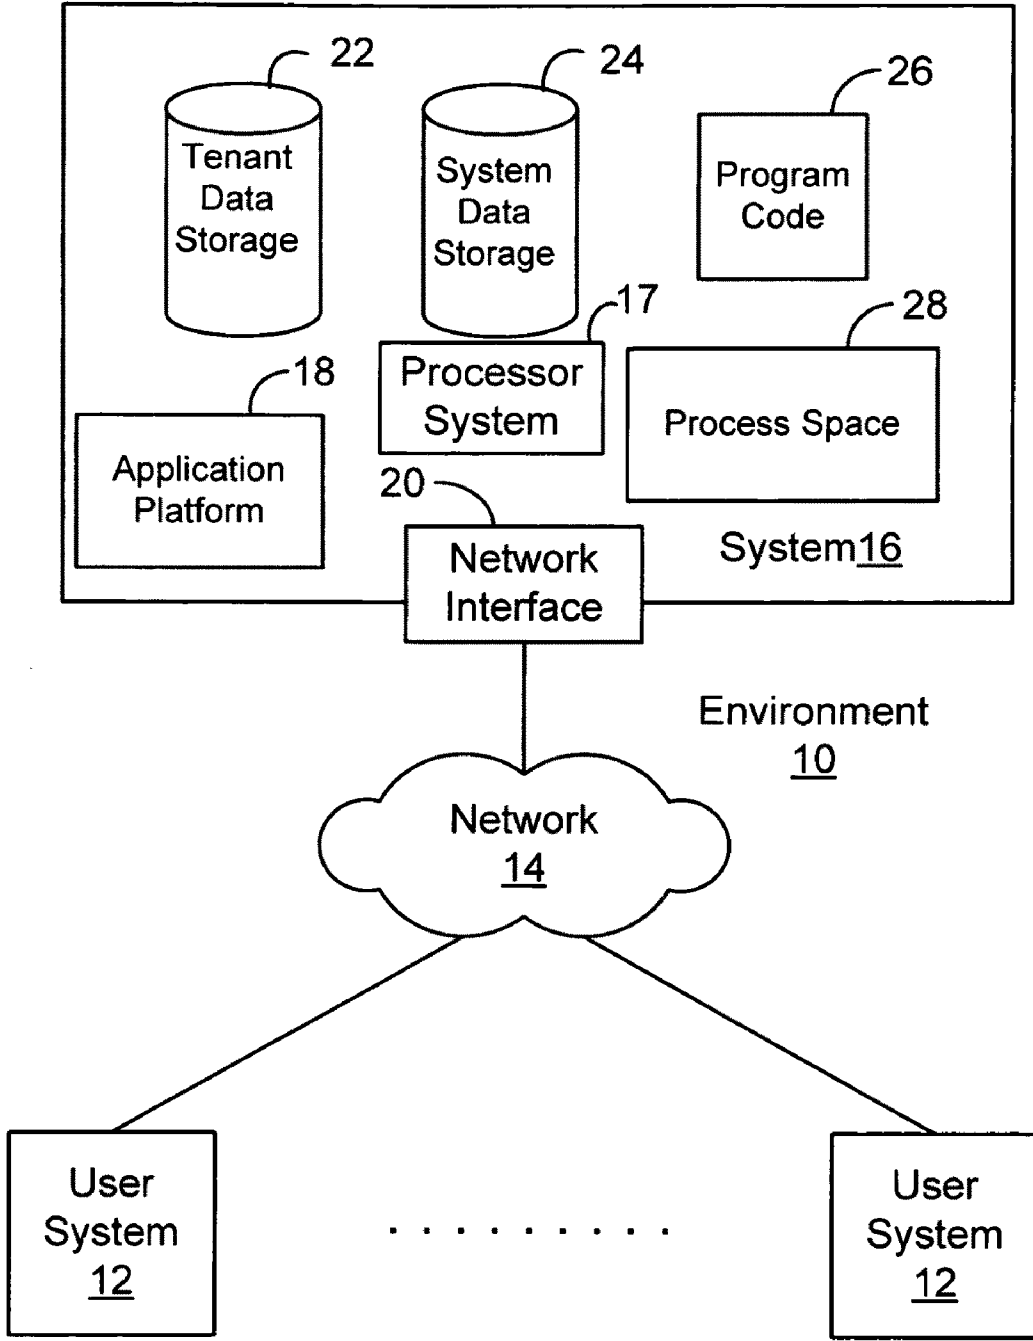 22
24
26
Tenant
Data
Storage
System
Data
Storage
Program
Code
17
28
18
Processor
System
Process Space
Application
Platform
20
Network
Interface
System16
Environment
10
Network
14
User
System
12
. . . . . . . . .
User
System
12